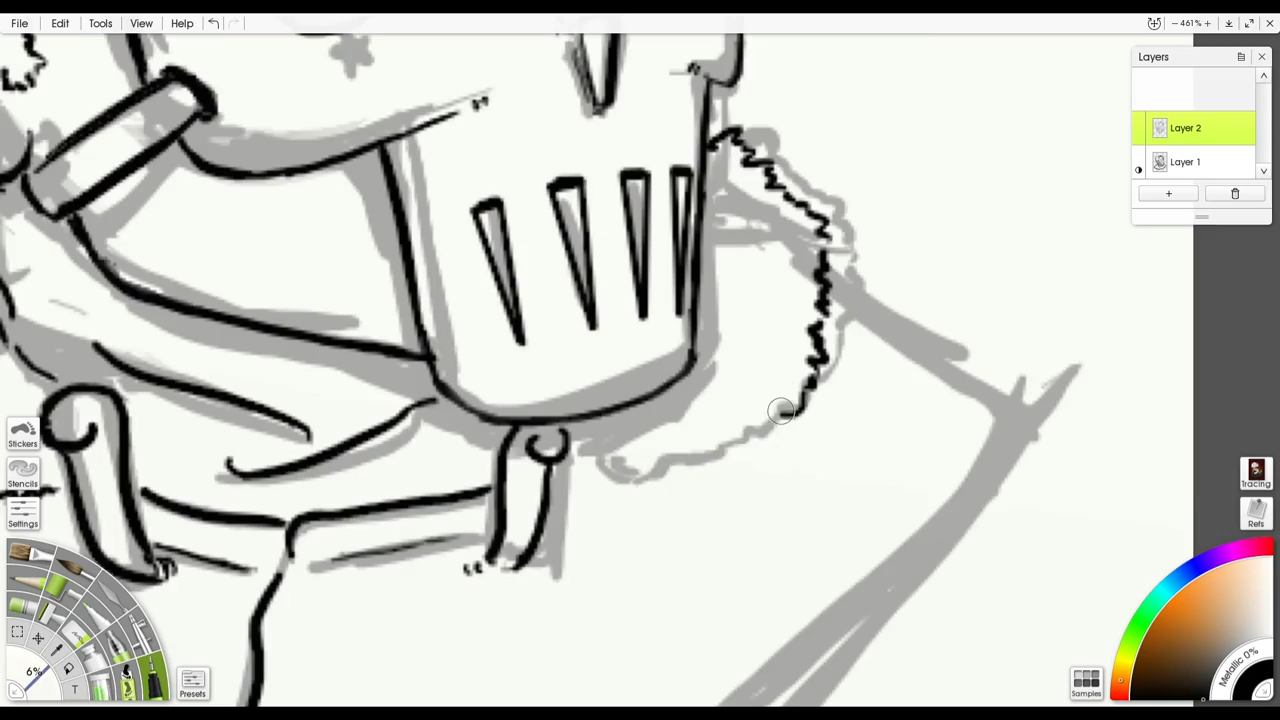 File Edit Tools View Help
461%
Layers
Layer 2
Layer 1
+
Stickers
Stencils
Settings
Tracing
Refs
6%
T
Presets
Samples
Metallic 0%